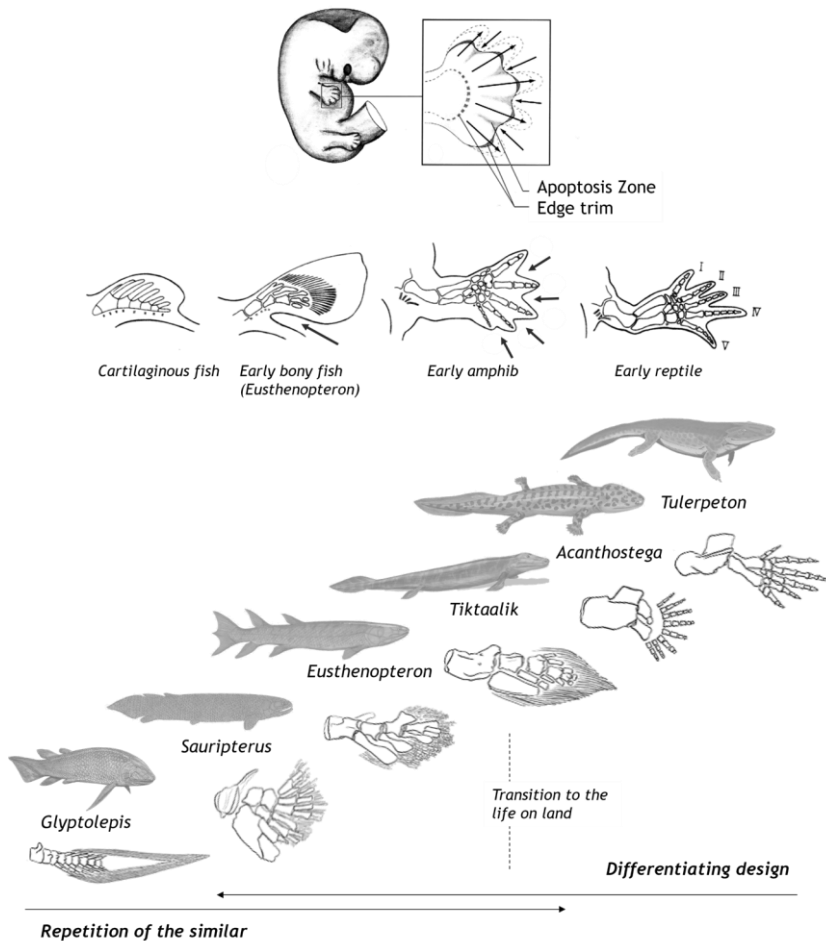 Apoptosis Zone
Edge trim
I
II
III
IV
V
Cartilaginous fish
Early bony fish
(Eusthenopteron)
Early amphib
Early reptile
Tulerpeton
Acanthostega
Tiktaalik
Eusthenopteron
Sauripterus
Glyptolepis
Transition to the
life on land
Differentiating design
Repetition of the similar